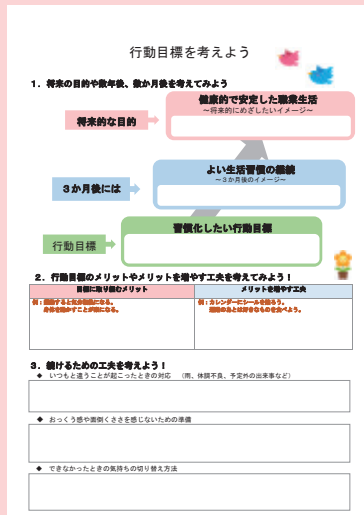 行動目標を考えよう
1．将来の目的や数年後、数か月後を考えてみよう
健康的で安定した職業生活
～将来的にめざしたいイメージ～
将来的な目的
よい生活習慣の継続
～3か月後のイメージ～
3か月後には
習慣化したい行動目標
行動目標
2．行動目標のメリットやメリットを増やす工夫を考えてみよう！
目標に取り組むメリット
メリットを増やす工夫
例：運動すると気分転換になる。
例：カレンダーにシールを貼ろう。
身体を動かすことが楽になる。
運動のあとは好きなものを食べよう。
3．続けるための工夫を考えよう！
◆ いつもと違うことが起こったときの対応 （雨、体調不良、予定外の出来事など）
◆ おっくう感や面倒くささを感じないための準備
◆ できなかったときの気持ちの切り替え方法